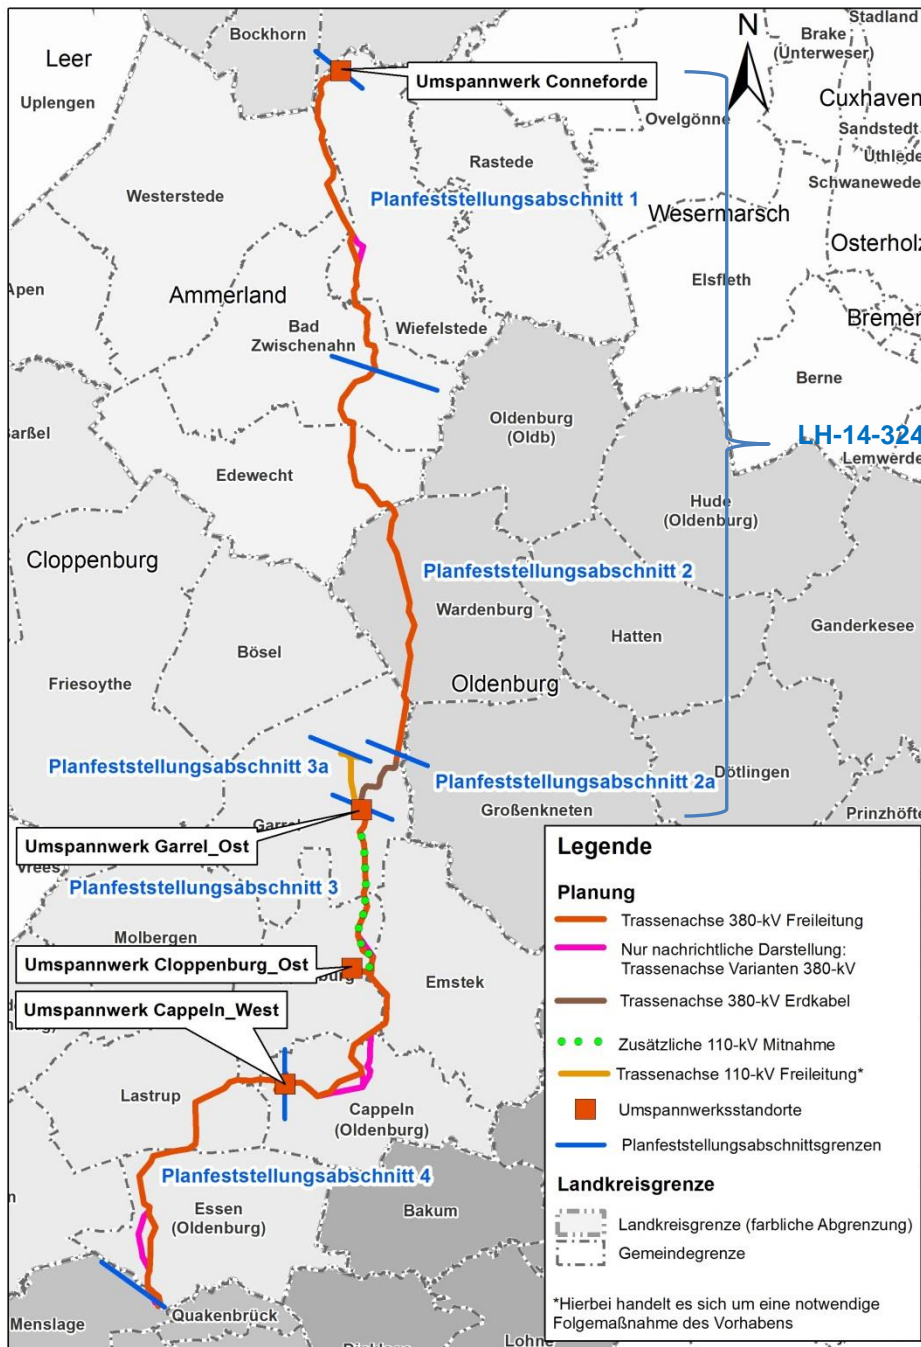 Bockhorn
Stadland
Leer
Brake
(Unterweser)
N
Umspannwerk Conneforde
Uplengen
Cuxhaven
Ovelgönne
Sandstedt
Uthlede
Rastede
Schwanewede
Westerstede
Planfeststellungsabschnitt 1
Wesermarsch
Osterholz
Elsfleth
Apen
Ammerland
Bad
Zwischenahn
Wiefelstede
Bremen
Berne
Oldenburg
(Oldb)
Barßel
LH-14-324
Lemwerde
Edewecht
Hude
(Oldenburg)
Cloppenburg
Planfeststellungsabschnitt 2
Wardenburg
Ganderkesee
Hatten
Bösel
Friesoythe
Oldenburg
Planfeststellungsabschnitt 3a
Planfeststellungsabschnitt 2a
Dötlingen
Großenkneten
Prinzhöfte
Garrel
Umspannwerk Garrel_Ost
Vrees
Planfeststellungsabschnitt 3
Molbergen
Umspannwerk Cloppenburg_Ost
burg
Emstek
Umspannwerk Cappeln_West
burg)
Lastrup
Cappeln
(Oldenburg)
Planfeststellungsabschnitt 4
Essen
(Oldenburg)
Bakum
Quakenbrück
Menslage
Lohne
Legende
Planung
Trassenachse 380-kV Freileitung
Nur nachrichtliche Darstellung:
Trassenachse Varianten 380-kV
Trassenachse 380-kV Erdkabel
Zusätzliche 110-kV Mitnahme
Trassenachse 110-kV Freileitung*
Umspannwerksstandorte
Planfeststellungsabschnittsgrenzen
Landkreisgrenze
Landkreisgrenze (farbliche Abgrenzung)
Gemeindegrenze
*Hierbei handelt es sich um eine notwendige
Folgemaßnahme des Vorhabens